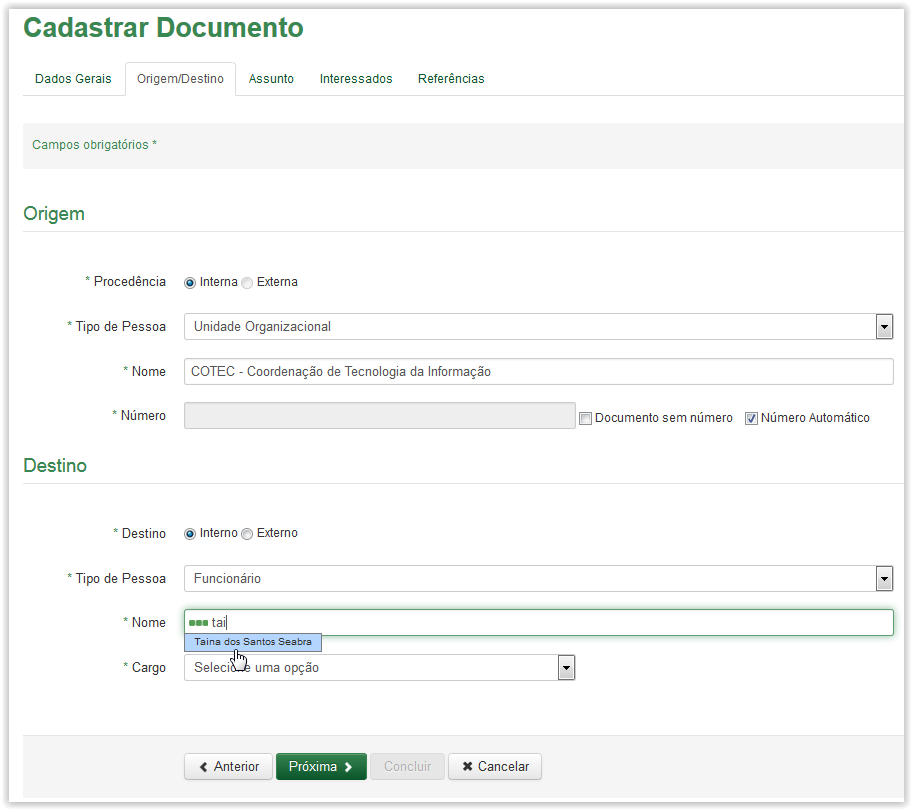 Cadastrar Documento
Dados Gerais Origem/Destino Assunto Interessados Referências
Campos obrigatórios *
Origem
* Procedência Interna Externa
* Tipo de Pessoa Unidade Organizacional
* Nome COTEC - Coordenação de Tecnologia da Informação
* Número Documento sem número Número Automático
Destino
* Destino Interno Externo
* Tipo de Pessoa Funcionário
* Nome tai
Taina dos Santos Seabra
* Cargo Selecione uma opção
Anterior Próxima Concluir Cancelar